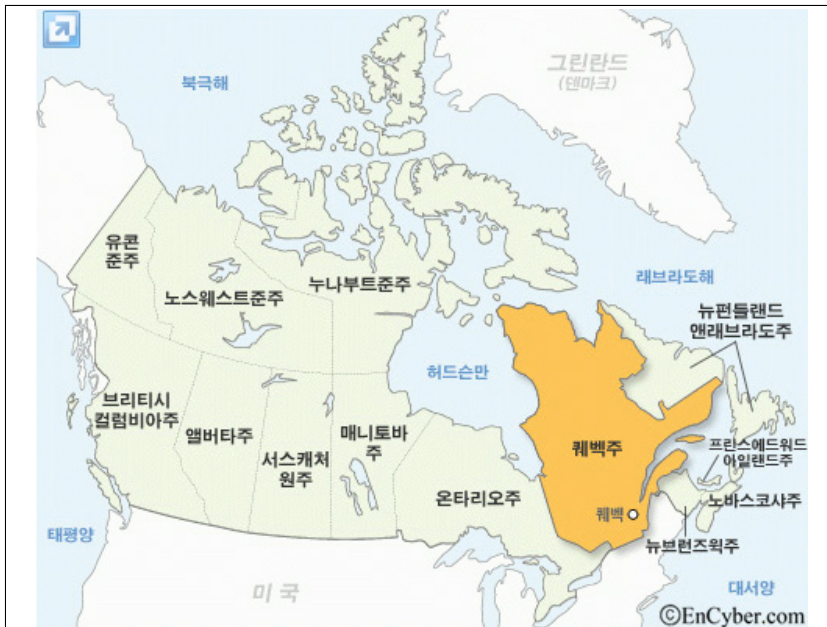 북극해
그린란드
(덴마크)
유콘
준주
노스웨스트준주
누나부트준주
래브라도해
뉴펀들랜드
앤래브라도주
허드슨만
브리티시
컬럼비아주
앨버타주
서스캐처
원주
매니토바
주
온타리오주
퀘벡주
퀘벡
프린스에드워드
아일랜드주
노바스코샤주
뉴브런즈윅주
태평양
미국
대서양
©EnCyber.com